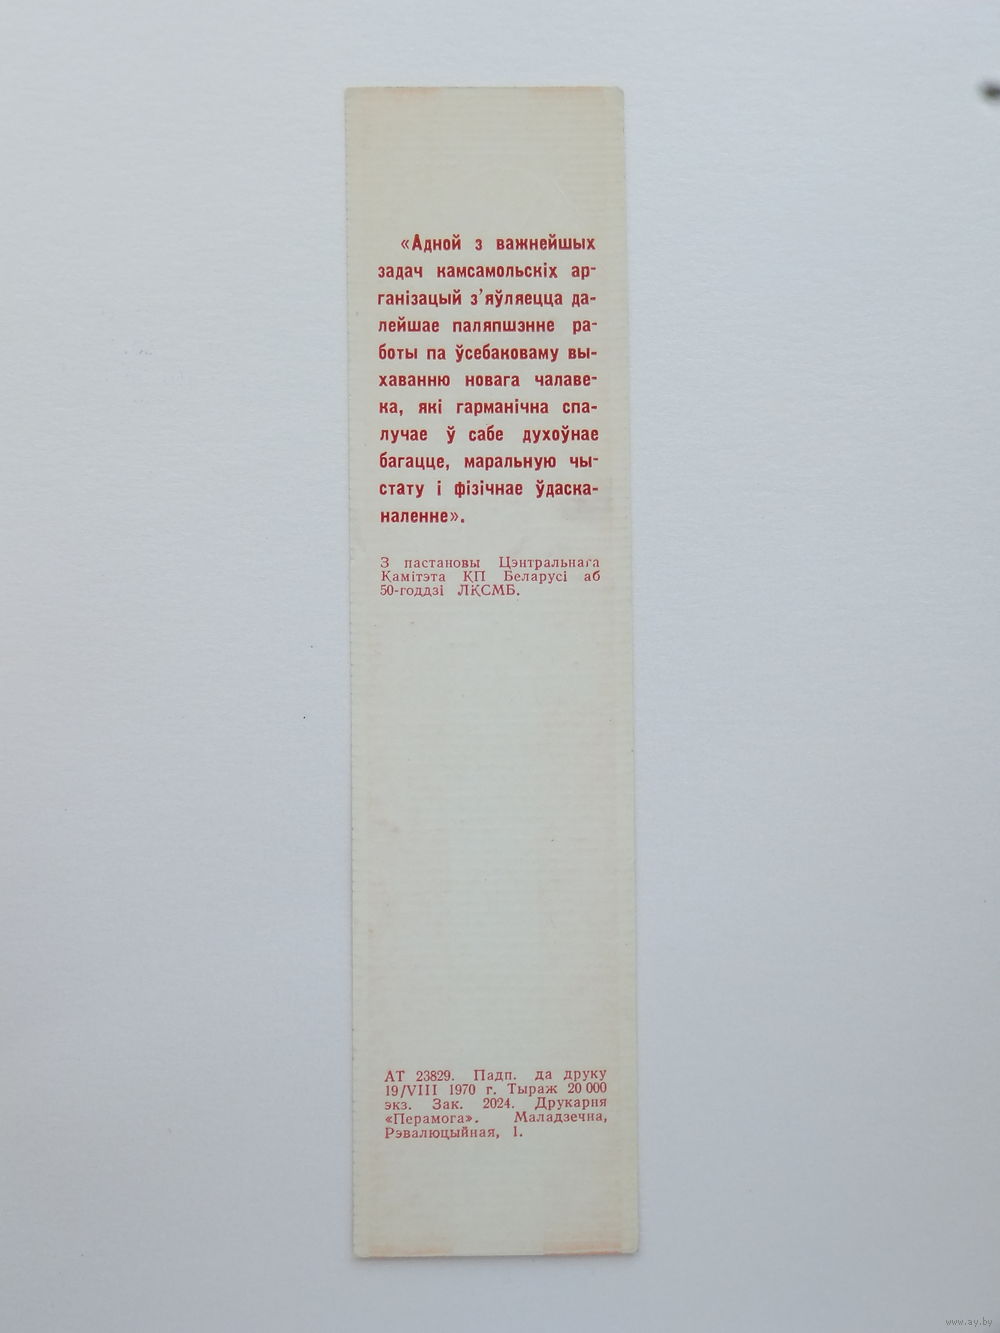 «Адной з важнейшых
задач камсамольскіх ар-
ганізацый з’яўляецца да-
лейшае паляпшэнне ра-
боты па ўсебаковаму вы-
хаванню новага чалаве-
ка, які гарманічна спа-
лучае ў сабе духоўнае
багацце, маральную чы-
стату і фізічнае ўдаска-
наленне».
З пастановы Цэнтральнага
Камітэта КП Беларусі аб
50-годдзі ЛКСМБ.
АТ 23829. Падп. да друку
19/VIII 1970 г. Тыраж 20 000
экз. Зак. 2024. Друкарня
«Перамога». Маладзечна,
Рэвалюцыйная, 1.
www.ay.by